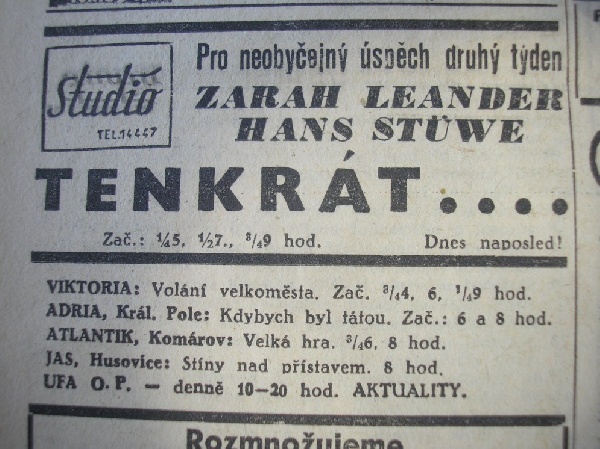 Studio
TEL.14447
Pro neobyčejný úspěch druhý týden
ZARAH LEANDER
HANS STÜWE
TENKRÁT....
Zač.: ¼5, ½7., ¾9 hod. Dnes naposled!
VIKTORIA: Volání velkoměsta. Zač. ¾4, 6, ¼9 hod.
ADRIA, Král. Pole: Kdybych byl tátou. Zač.: 6 a 8 hod.
ATLANTIK, Komárov: Velká hra. ¾6, 8 hod.
JAS, Husovice: Stíny nad přístavem. 8 hod.
UFA O. P. — denně 10—20 hod. AKTUALITY.
Rozmnožujeme